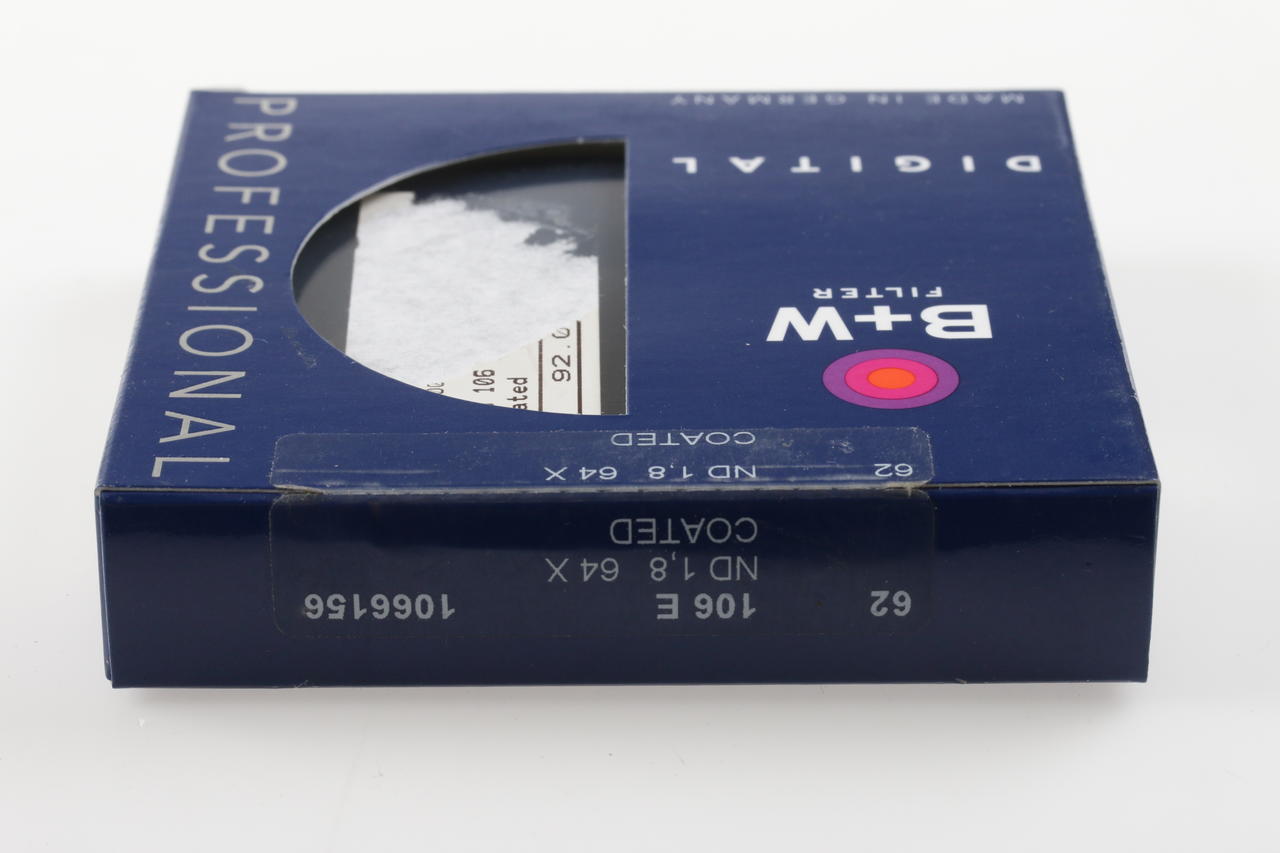 62 106 E 1066156
ND 1,8 64 X
COATED
62 ND 1,8 64 X
COATED
B+W
FILTER
DIGITAL
MADE IN GERMANY
PROFESSIONAL
106
ated
92.0